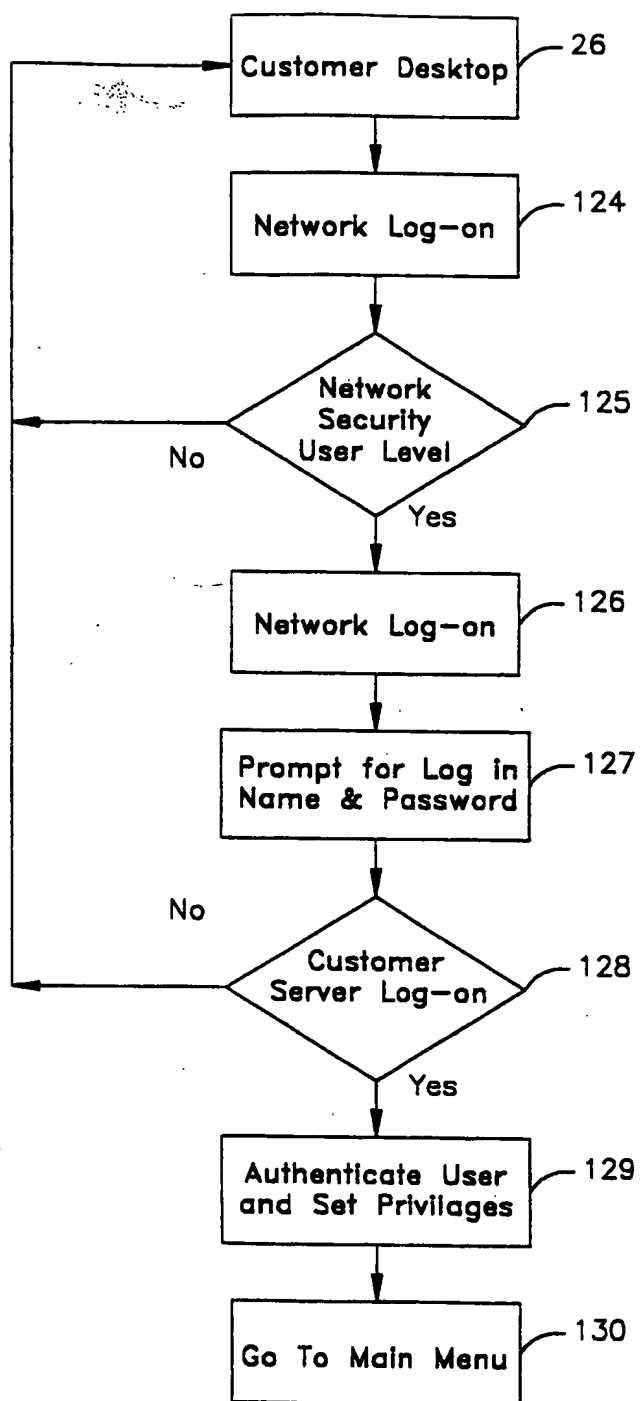 Customer Desktop
26
Network Log-on
124
Network
Security
User Level
125
No
Yes
Network Log-on
126
Prompt for Log in
Name & Password
127
No
Customer
Server Log-on
128
Yes
Authenticate User
and Set Privilages
129
Go To Main Menu
130